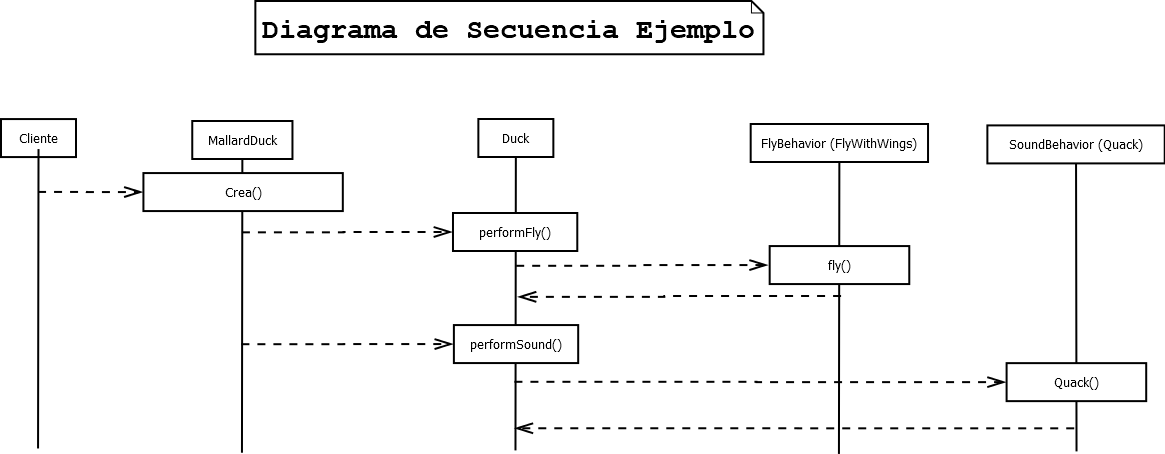 Diagrama de Secuencia Ejemplo
Cliente
MallardDuck
Duck
FlyBehavior (FlyWithWings)
SoundBehavior (Quack)
Crea()
performFly()
fly()
performSound()
Quack()